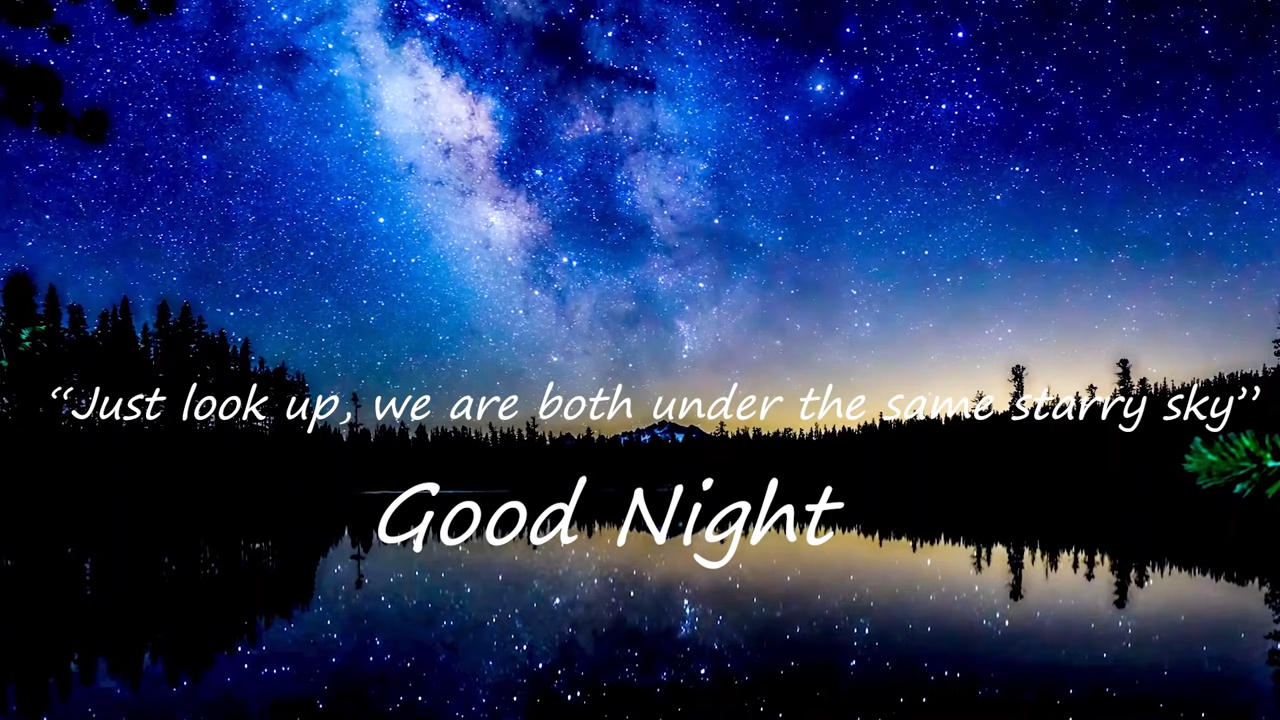 “Just look up, we are both under the same starry sky”
Good Night